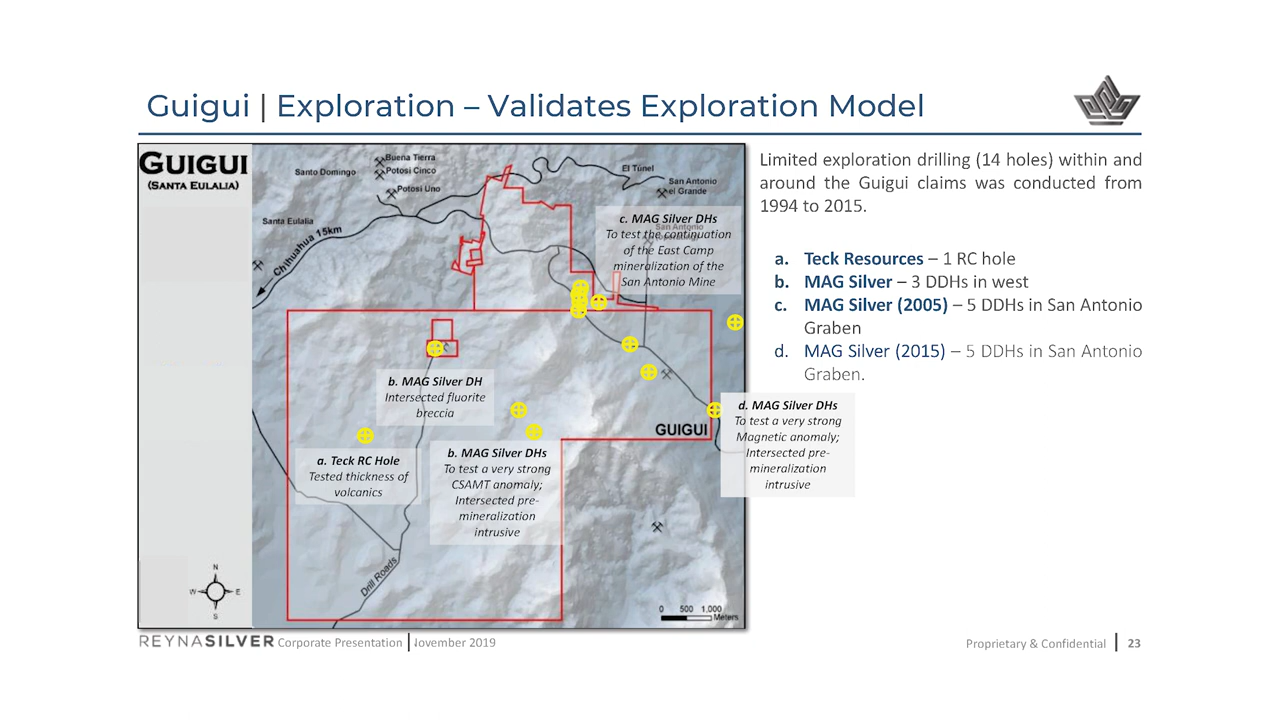 Guigui | Exploration – Validates Exploration Model
GUIGUI
(SANTA EULALIA)
Buena Tierra
Santo Domingo
Potosi Cinco
Potosi Uno
El Túnel
San Antonio
el Grande
Santa Eulalia
Chihuahua 15km
c. MAG Silver DHs
To test the continuation
of the East Camp
mineralization of the
San Antonio Mine
San Antonio
b. MAG Silver DH
Intersected fluorite
breccia
GUIGUI
a. Teck RC Hole
Tested thickness of
volcanics
b. MAG Silver DHs
To test a very strong
CSAMT anomaly;
Intersected pre-
mineralization
intrusive
d. MAG Silver DHs
To test a very strong
Magnetic anomaly;
Intersected pre-
mineralization
intrusive
Drill Roads
N
W E
S
0 500 1,000
Meters
Limited exploration drilling (14 holes) within and
around the Guigui claims was conducted from
1994 to 2015.
a. Teck Resources – 1 RC hole
b. MAG Silver – 3 DDHs in west
c. MAG Silver (2005) – 5 DDHs in San Antonio
Graben
d. MAG Silver (2015) – 5 DDHs in San Antonio
Graben.
REYNASILVER Corporate Presentation | November 2019
Proprietary & Confidential | 23